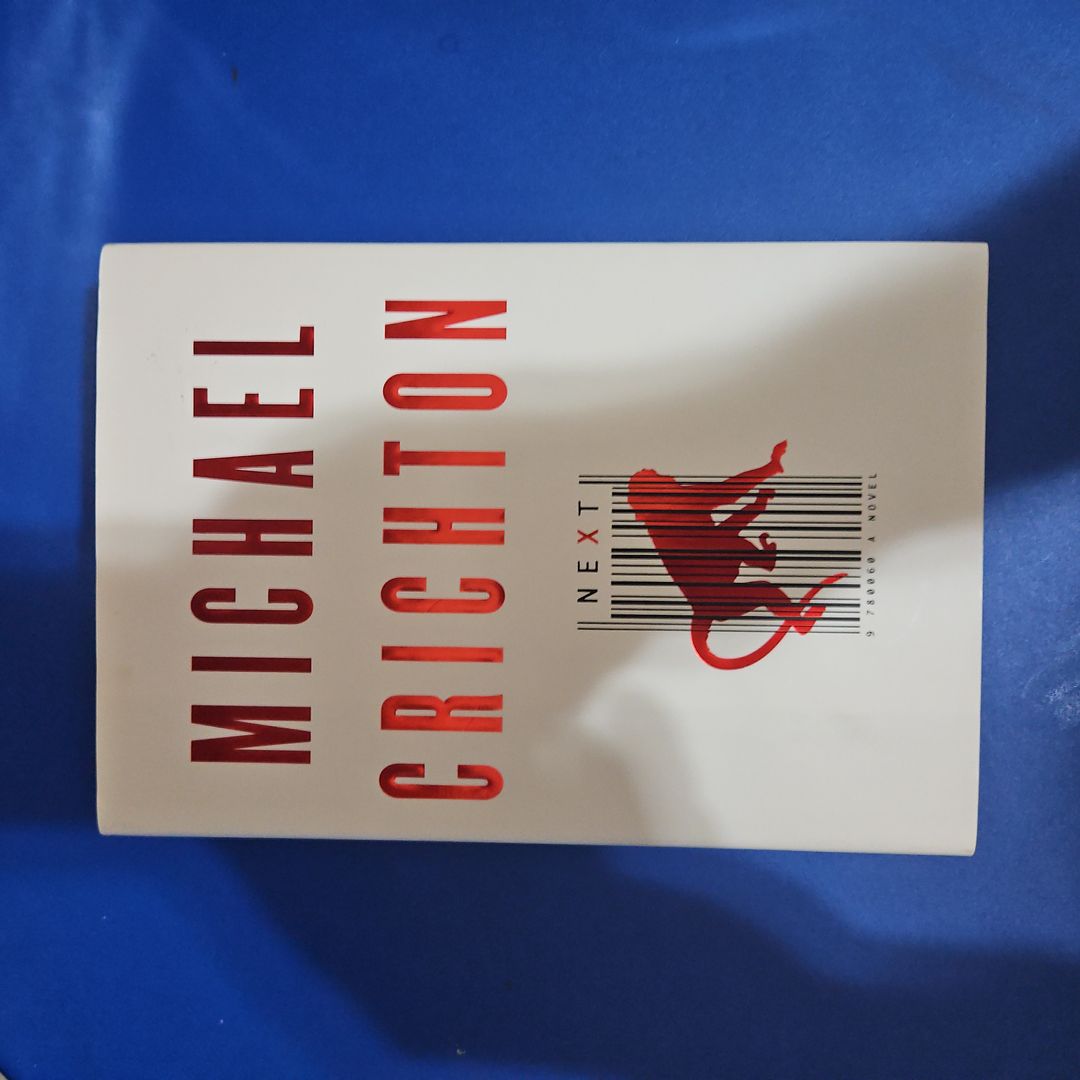 MICHAEL
CRICHTON
NEXT
9 780060 A NOVEL